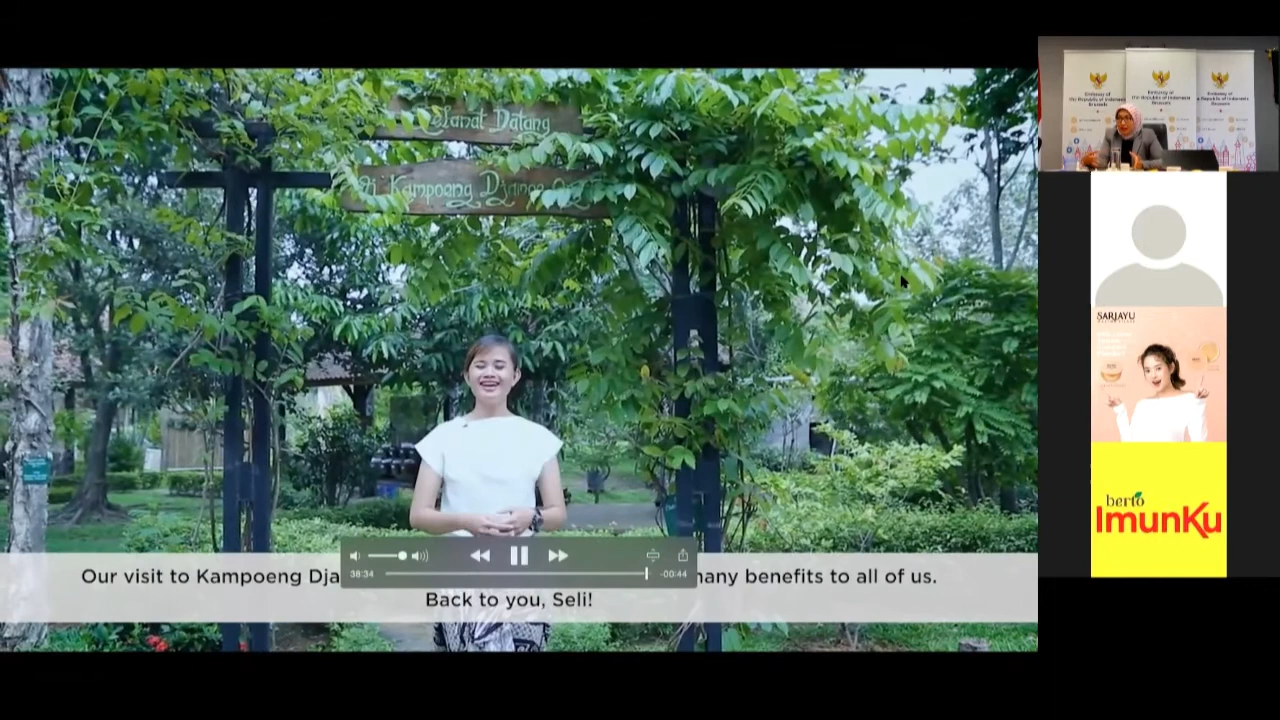 Selamat Datang
Di Kampoeng Djamoe
Our visit to Kampoeng Dja
many benefits to all of us.
Back to you, Seli!
38:34
-00:44
Embassy of
the Republic of Indonesia
Brussels
Embassy of
the Republic of Indonesia
Brussels
Embassy of
the Republic of Indonesia
Brussels
SARIAYU
berto
ImunKu